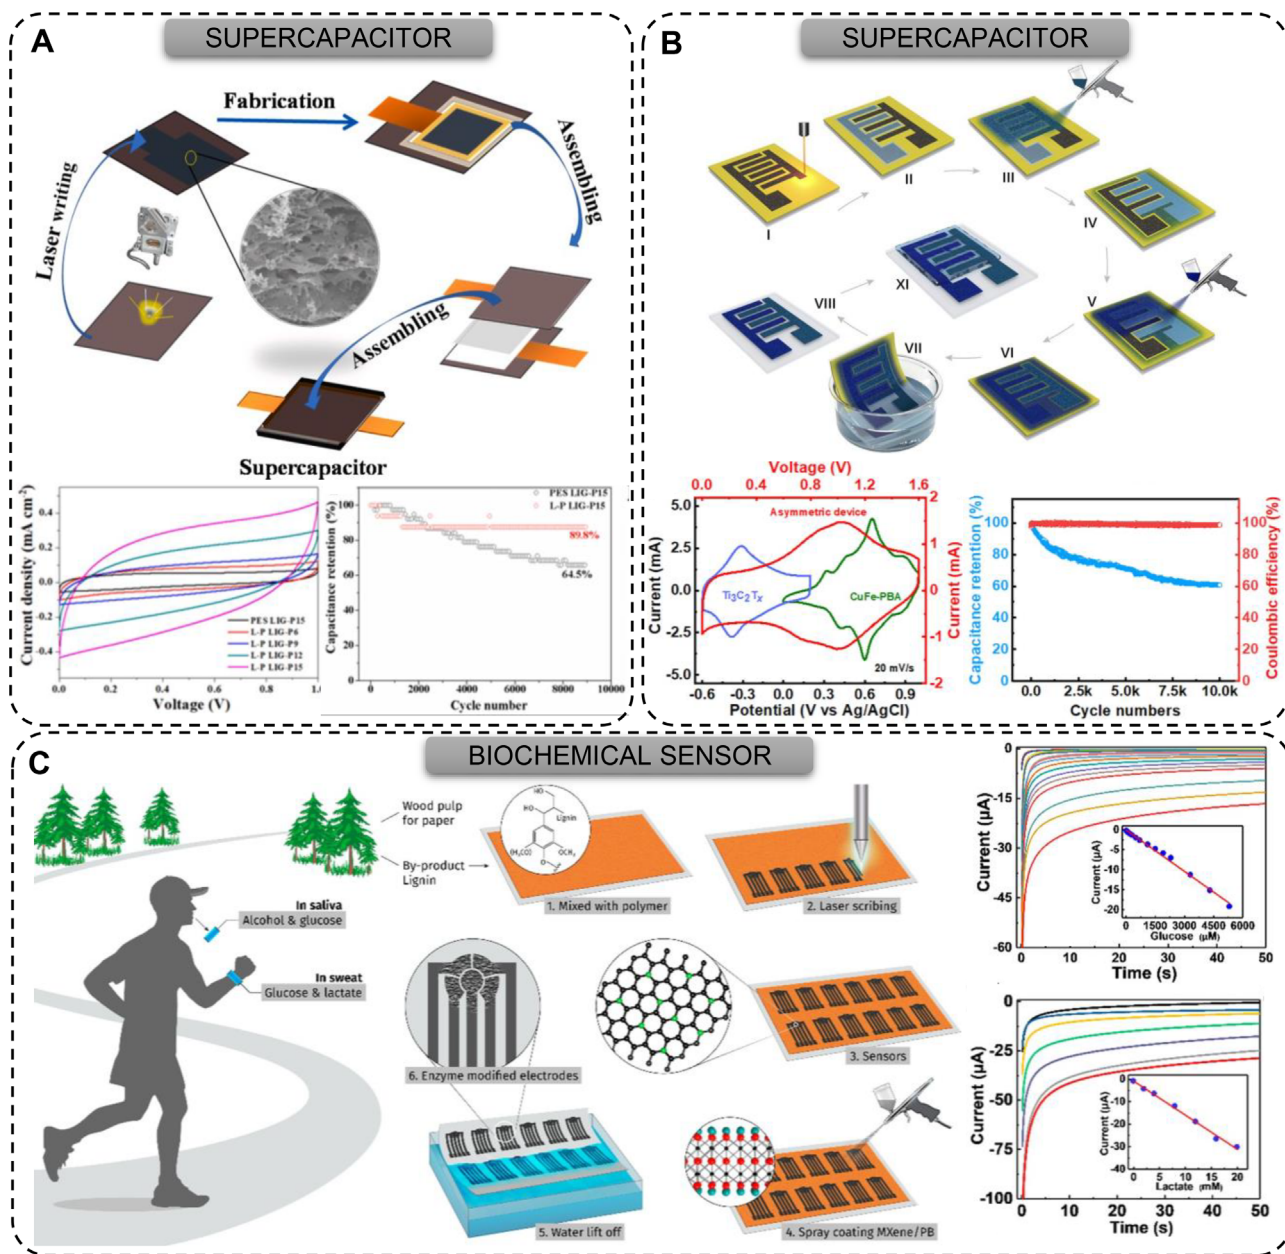 A
SUPERCAPACITOR
Fabrication
Assembling
Laser writing
Assembling
Supercapacitor
Current density (mA cm-2)
0.4
0.2
0.0
-0.2
-0.4
PES LIG-P15
L-P LIG-P6
L-P LIG-P9
L-P LIG-P12
L-P LIG-P15
0.0 0.2 0.4 0.6 0.8 1.0
Voltage (V)
Capacitance retention (%)
100
80
60
40
20
0
PES LIG-P15
L-P LIG-P15
89.8%
64.5%
0 2000 4000 6000 8000 10000
Cycle number
B
SUPERCAPACITOR
I
II
III
IV
V
VI
VII
VIII
XI
Voltage (V)
0.0 0.4 0.8 1.2 1.6
Current (mA)
5.0
2.5
0.0
-2.5
-5.0
Asymmetric device
Ti3C2Tx
CuFe-PBA
20 mV/s
2
1
0
-1
-2
Current (mA)
-0.6 -0.3 0.0 0.3 0.6 0.9
Potential (V vs Ag/AgCl)
Capacitance retention (%)
100
80
60
40
20
0
100
80
60
40
20
0
Coulombic efficiency (%)
0.0 2.5k 5.0k 7.5k 10.0k
Cycle numbers
C
BIOCHEMICAL SENSOR
Wood pulp
for paper
By-product
Lignin
HO
HO
Lignin
(H3CO)
OCH3
O
1. Mixed with polymer
2. Laser scribing
In saliva
Alcohol & glucose
In sweat
Glucose & lactate
3. Sensors
6. Enzyme modified electrodes
5. Water lift off
4. Spray coating MXene/PB
Current (µA)
0
-15
-30
-45
-60
0 10 20 30 40 50
Time (s)
Current (µA)
0
-5
-10
-15
-20
0 1500 3000 4500 6000
Glucose (µM)
Current (µA)
0
-25
-50
-75
-100
0 10 20 30 40 50
Time (s)
Current (µA)
0
-10
-20
-30
-40
0 5 10 15 20
Lactate (mM)